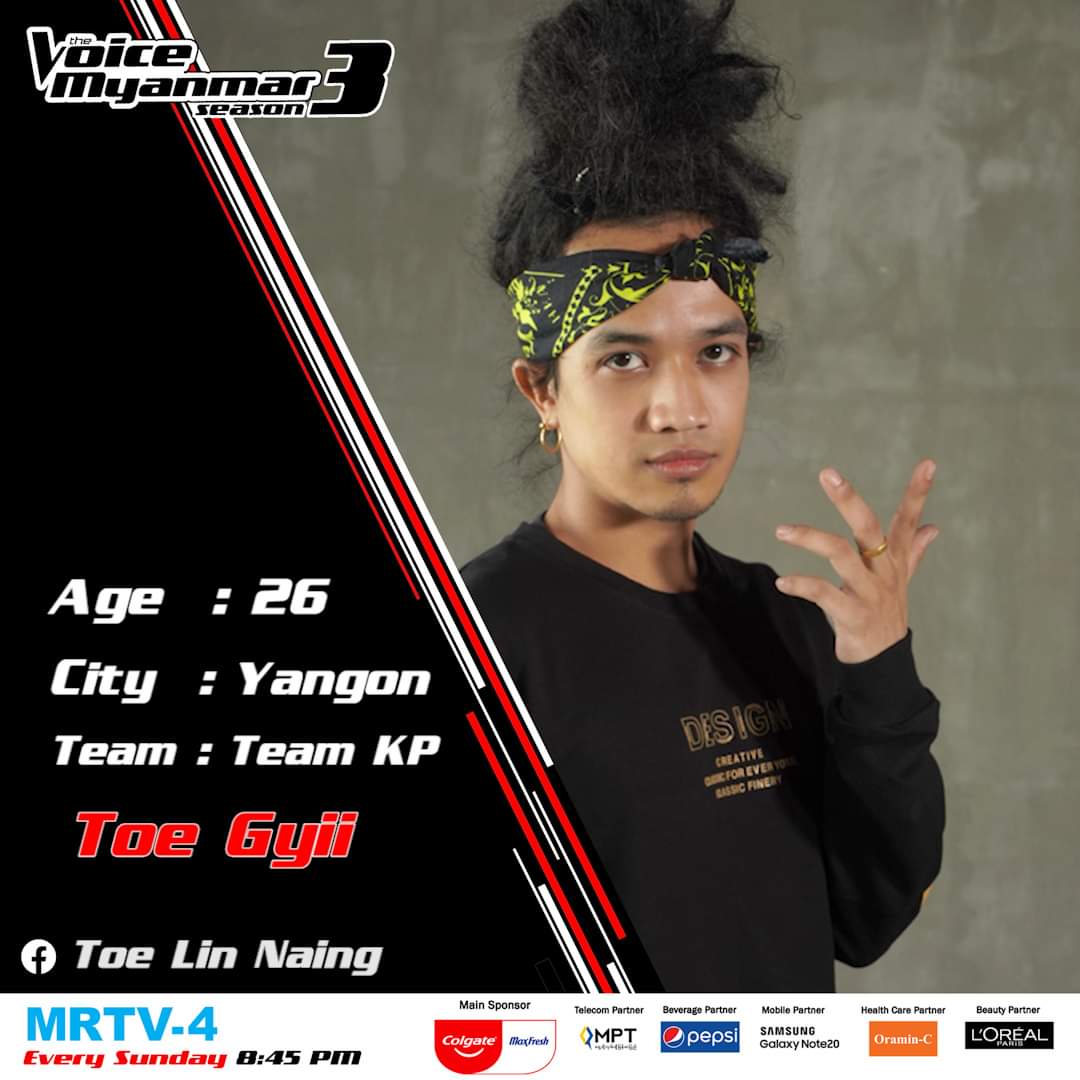 the
Voice
Myanmar
season 3
Age : 26
City : Yangon
Team : Team KP
Toe Gyii
Toe Lin Naing
DESIGN
CREATIVE
CLASSIC FINERY
MRTV-4
Every Sunday 8:45 PM
Main Sponsor
Colgate MaxFresh
Telecom Partner
MPT
Beverage Partner
pepsi
Mobile Partner
SAMSUNG
Galaxy Note20
Health Care Partner
Oramin-C
Beauty Partner
L'ORÉAL
PARIS